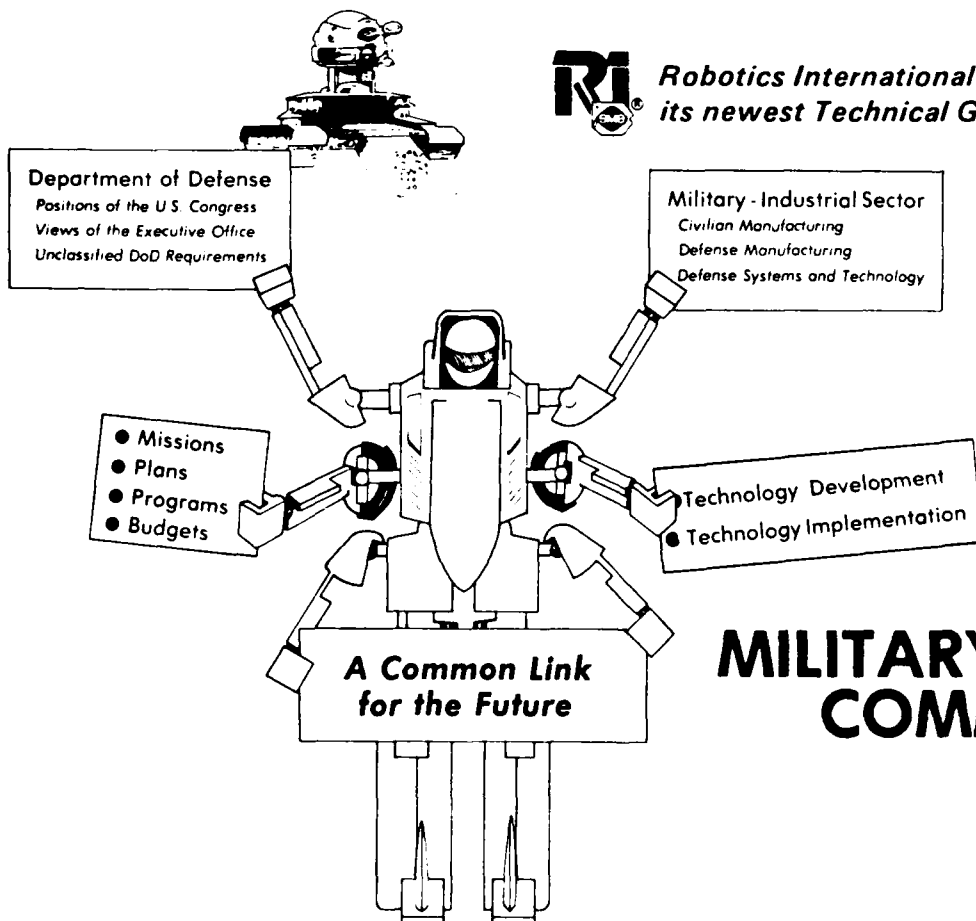 RI®
Robotics International
its newest Technical G
Department of Defense
Positions of the U.S. Congress
Views of the Executive Office
Unclassified DoD Requirements
Military - Industrial Sector
Civilian Manufacturing
Defense Manufacturing
Defense Systems and Technology
● Missions
● Plans
● Programs
● Budgets
● Technology Development
● Technology Implementation
A Common Link
for the Future
MILITARY
COM